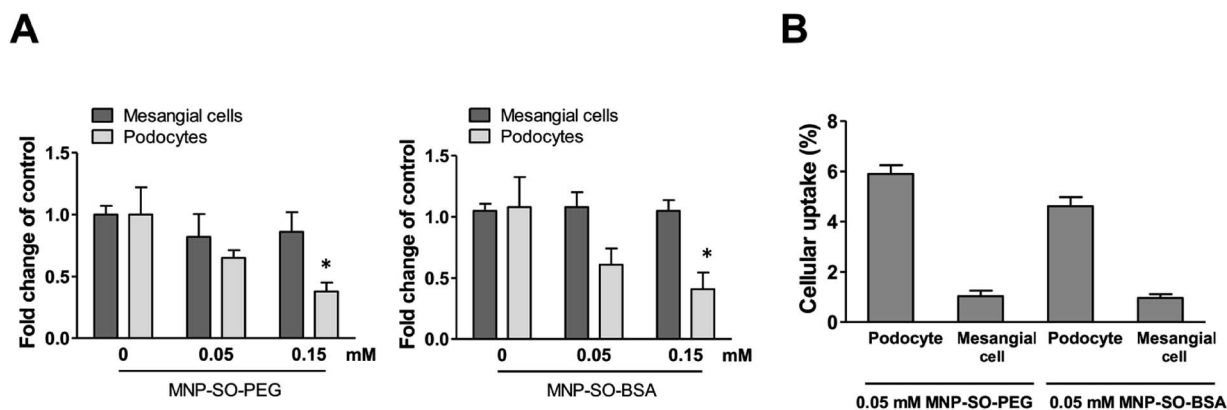 A
Mesangial cells
Podocytes
Fold change of control
1.5
1.0
0.5
0.0
*
0 0.05 0.15 mM
MNP-SO-PEG
Mesangial cells
Podocytes
Fold change of control
1.5
1.0
0.5
0.0
*
0 0.05 0.15 mM
MNP-SO-BSA
B
Cellular uptake (%)
8
6
4
2
0
Podocyte Mesangial Podocyte Mesangial
cell cell
0.05 mM MNP-SO-PEG 0.05 mM MNP-SO-BSA